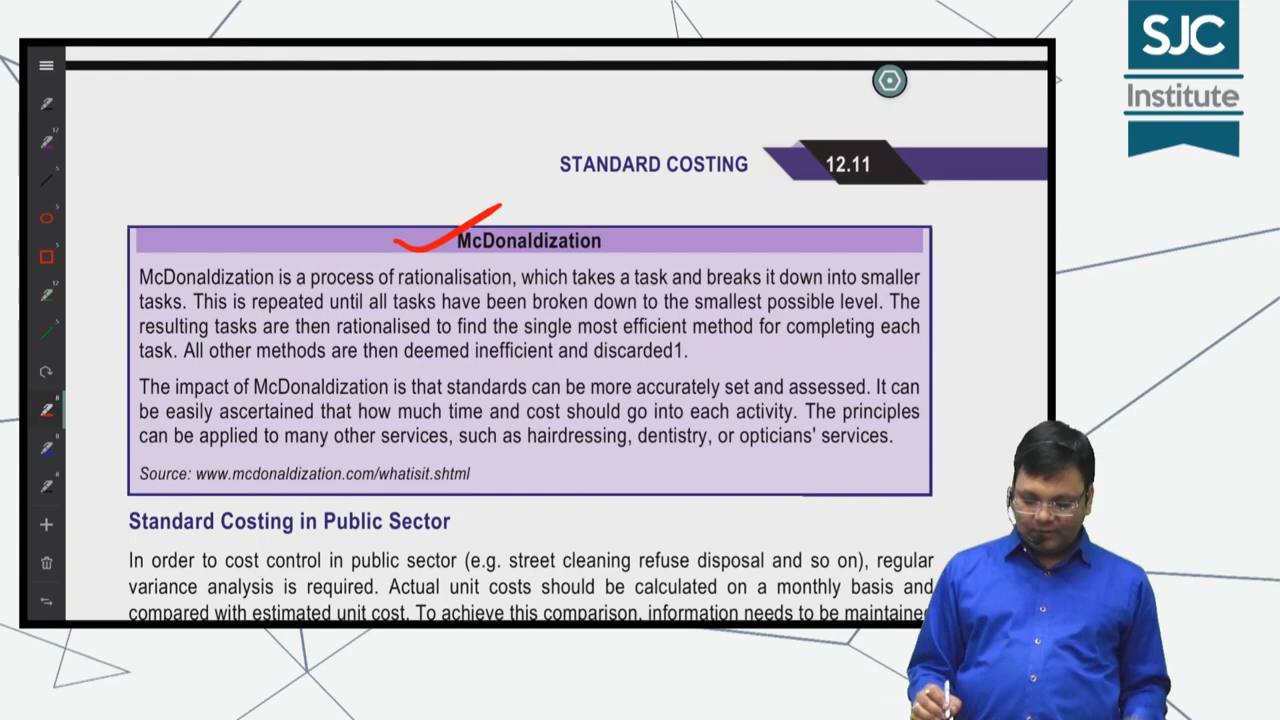 SJC
Institute
STANDARD COSTING
12.11
McDonaldization
McDonaldization is a process of rationalisation, which takes a task and breaks it down into smaller
tasks. This is repeated until all tasks have been broken down to the smallest possible level. The
resulting tasks are then rationalised to find the single most efficient method for completing each
task. All other methods are then deemed inefficient and discarded1.
The impact of McDonaldization is that standards can be more accurately set and assessed. It can
be easily ascertained that how much time and cost should go into each activity. The principles
can be applied to many other services, such as hairdressing, dentistry, or opticians' services.
Source: www.mcdonaldization.com/whatisit.shtml
Standard Costing in Public Sector
In order to cost control in public sector (e.g. street cleaning refuse disposal and so on), regular
variance analysis is required. Actual unit costs should be calculated on a monthly basis and
compared with estimated unit cost. To achieve this comparison, information needs to be maintained